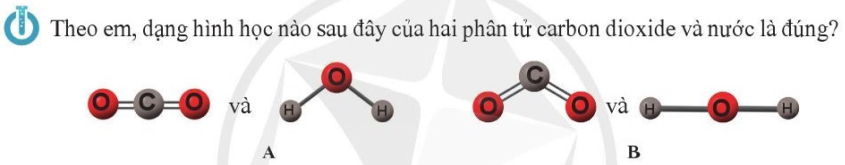 Theo em, dạng hình học nào sau đây của hai phân tử carbon dioxide và nước là đúng?
O C O và H O H O C O và H O H
A B